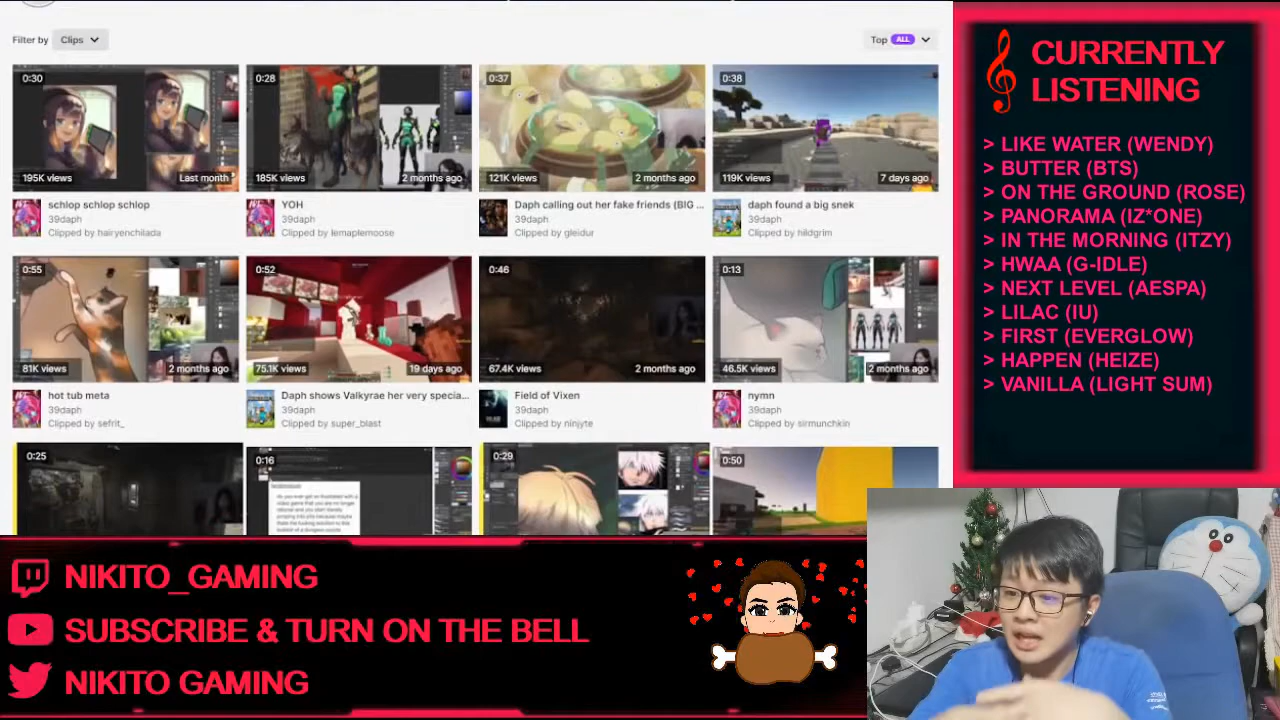 Filter by Clips
Top ALL
0:30
195K views
Last month
schlop schlop schlop
39daph
Clipped by hairyenchilada
0:28
185K views
2 months ago
YOH
39daph
Clipped by lemaplemoose
0:37
121K views
2 months ago
Daph calling out her fake friends (BIG ...
39daph
Clipped by gleidur
0:38
119K views
7 days ago
daph found a big snek
39daph
Clipped by hildgrim
0:55
81K views
2 months ago
hot tub meta
39daph
Clipped by sefrit_
0:52
75.1K views
19 days ago
Daph shows Valkyrae her very specia...
39daph
Clipped by super_blast
0:46
67.4K views
2 months ago
Field of Vixen
39daph
Clipped by ninjyte
0:13
46.5K views
2 months ago
nymn
39daph
Clipped by sirmunchkin
0:25
0:16
0:29
0:50
CURRENTLY
LISTENING
> LIKE WATER (WENDY)
> BUTTER (BTS)
> ON THE GROUND (ROSE)
> PANORAMA (IZ*ONE)
> IN THE MORNING (ITZY)
> HWAA (G-IDLE)
> NEXT LEVEL (AESPA)
> LILAC (IU)
> FIRST (EVERGLOW)
> HAPPEN (HEIZE)
> VANILLA (LIGHT SUM)
NIKITO_GAMING
SUBSCRIBE & TURN ON THE BELL
NIKITO GAMING